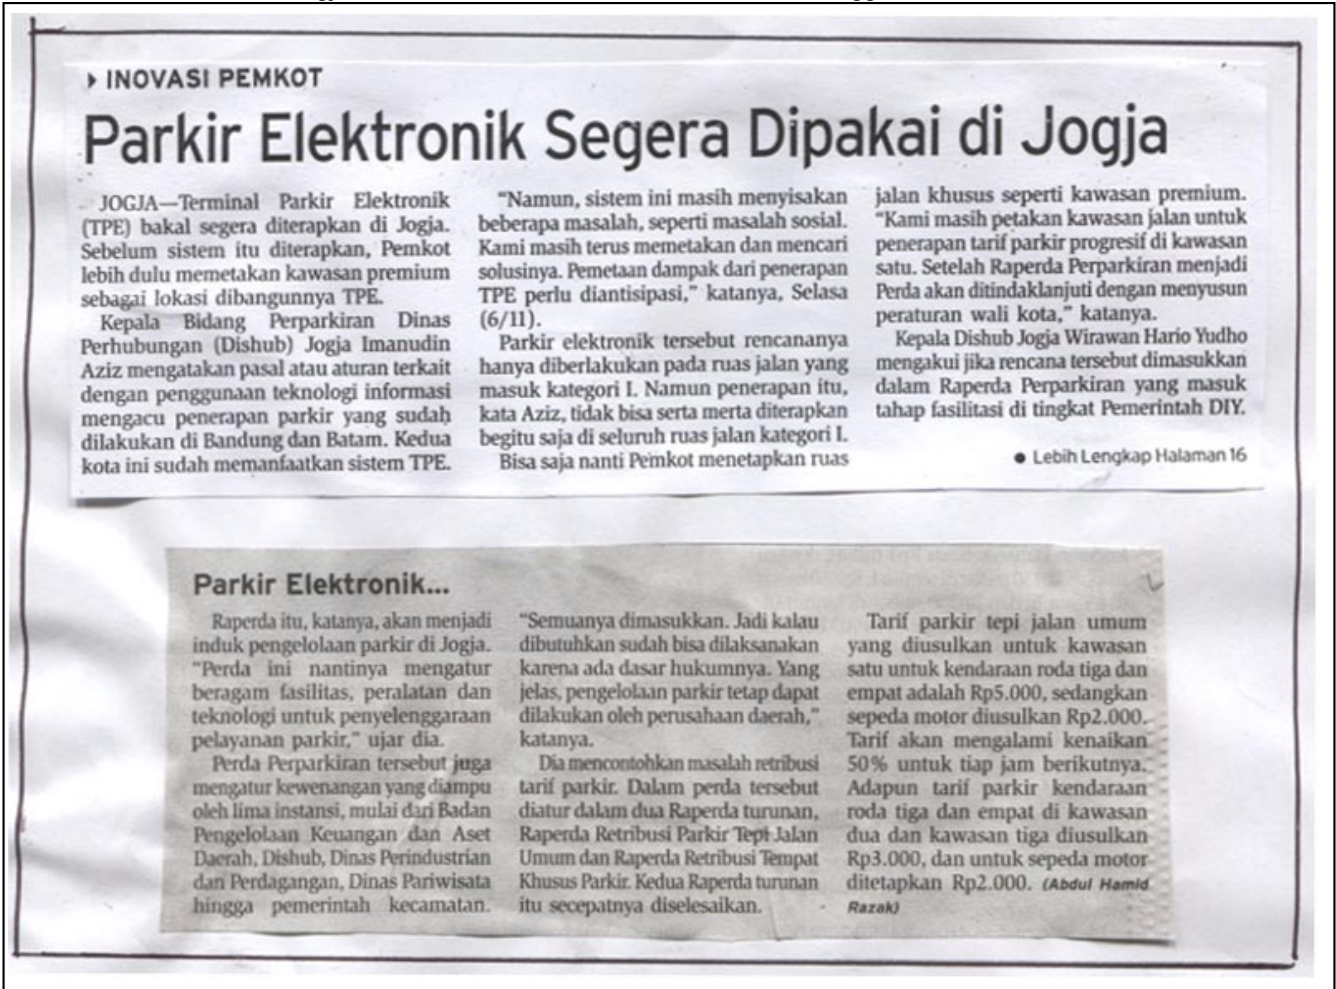 INOVASI PEMKOT
Parkir Elektronik Segera Dipakai di Jogja
JOGJA—Terminal Parkir Elektronik
(TPE) bakal segera diterapkan di Jogja.
Sebelum sistem itu diterapkan, Pemkot
lebih dulu memetakan kawasan premium
sebagai lokasi dibangunnya TPE.
Kepala Bidang Perparkiran Dinas
Perhubungan (Dishub) Jogja Imanudin
Aziz mengatakan pasal atau aturan terkait
dengan penggunaan teknologi informasi
mengacu penerapan parkir yang sudah
dilakukan di Bandung dan Batam. Kedua
kota ini sudah memanfaatkan sistem TPE.
“Namun, sistem ini masih menyisakan
beberapa masalah, seperti masalah sosial.
Kami masih terus memetakan dan mencari
solusinya. Pemetaan dampak dari penerapan
TPE perlu diantisipasi,” katanya, Selasa
(6/11).
Parkir elektronik tersebut rencananya
hanya diberlakukan pada ruas jalan yang
masuk kategori I. Namun penerapan itu,
kata Aziz, tidak bisa serta merta diterapkan
begitu saja di seluruh ruas jalan kategori I.
Bisa saja nanti Pemkot menetapkan ruas
jalan khusus seperti kawasan premium.
“Kami masih petakan kawasan jalan untuk
penerapan tarif parkir progresif di kawasan
satu. Setelah Raperda Perparkiran menjadi
Perda akan ditindaklanjuti dengan menyusun
peraturan wali kota,” katanya.
Kepala Dishub Jogja Wirawan Hario Yudho
mengakui jika rencana tersebut dimasukkan
dalam Raperda Perparkiran yang masuk
tahap fasilitasi di tingkat Pemerintah DIY.
● Lebih Lengkap Halaman 16
Parkir Elektronik...
Raperda itu, katanya, akan menjadi
induk pengelolaan parkir di Jogja.
“Perda ini nantinya mengatur
beragam fasilitas, peralatan dan
teknologi untuk penyelenggaraan
pelayanan parkir,” ujar dia.
Perda Perparkiran tersebut juga
mengatur kewenangan yang diampu
oleh lima instansi, mulai dari Badan
Pengelolaan Keuangan dan Aset
Daerah, Dishub, Dinas Perindustrian
dan Perdagangan, Dinas Pariwisata
hingga pemerintah kecamatan.
“Semuanya dimasukkan. Jadi kalau
dibutuhkan sudah bisa dilaksanakan
karena ada dasar hukumnya. Yang
jelas, pengelolaan parkir tetap dapat
dilakukan oleh perusahaan daerah,”
katanya.
Dia mencontohkan masalah retribusi
tarif parkir. Dalam perda tersebut
diatur dalam dua Raperda turunan,
Raperda Retribusi Parkir Tepi Jalan
Umum dan Raperda Retribusi Tempat
Khusus Parkir. Kedua Raperda turunan
itu secepatnya diselesaikan.
Tarif parkir tepi jalan umum
yang diusulkan untuk kawasan
satu untuk kendaraan roda tiga dan
empat adalah Rp5.000, sedangkan
sepeda motor diusulkan Rp2.000.
Tarif akan mengalami kenaikan
50% untuk tiap jam berikutnya.
Adapun tarif parkir kendaraan
roda tiga dan empat di kawasan
dua dan kawasan tiga diusulkan
Rp3.000, dan untuk sepeda motor
ditetapkan Rp2.000. (Abdul Hamid
Razak)